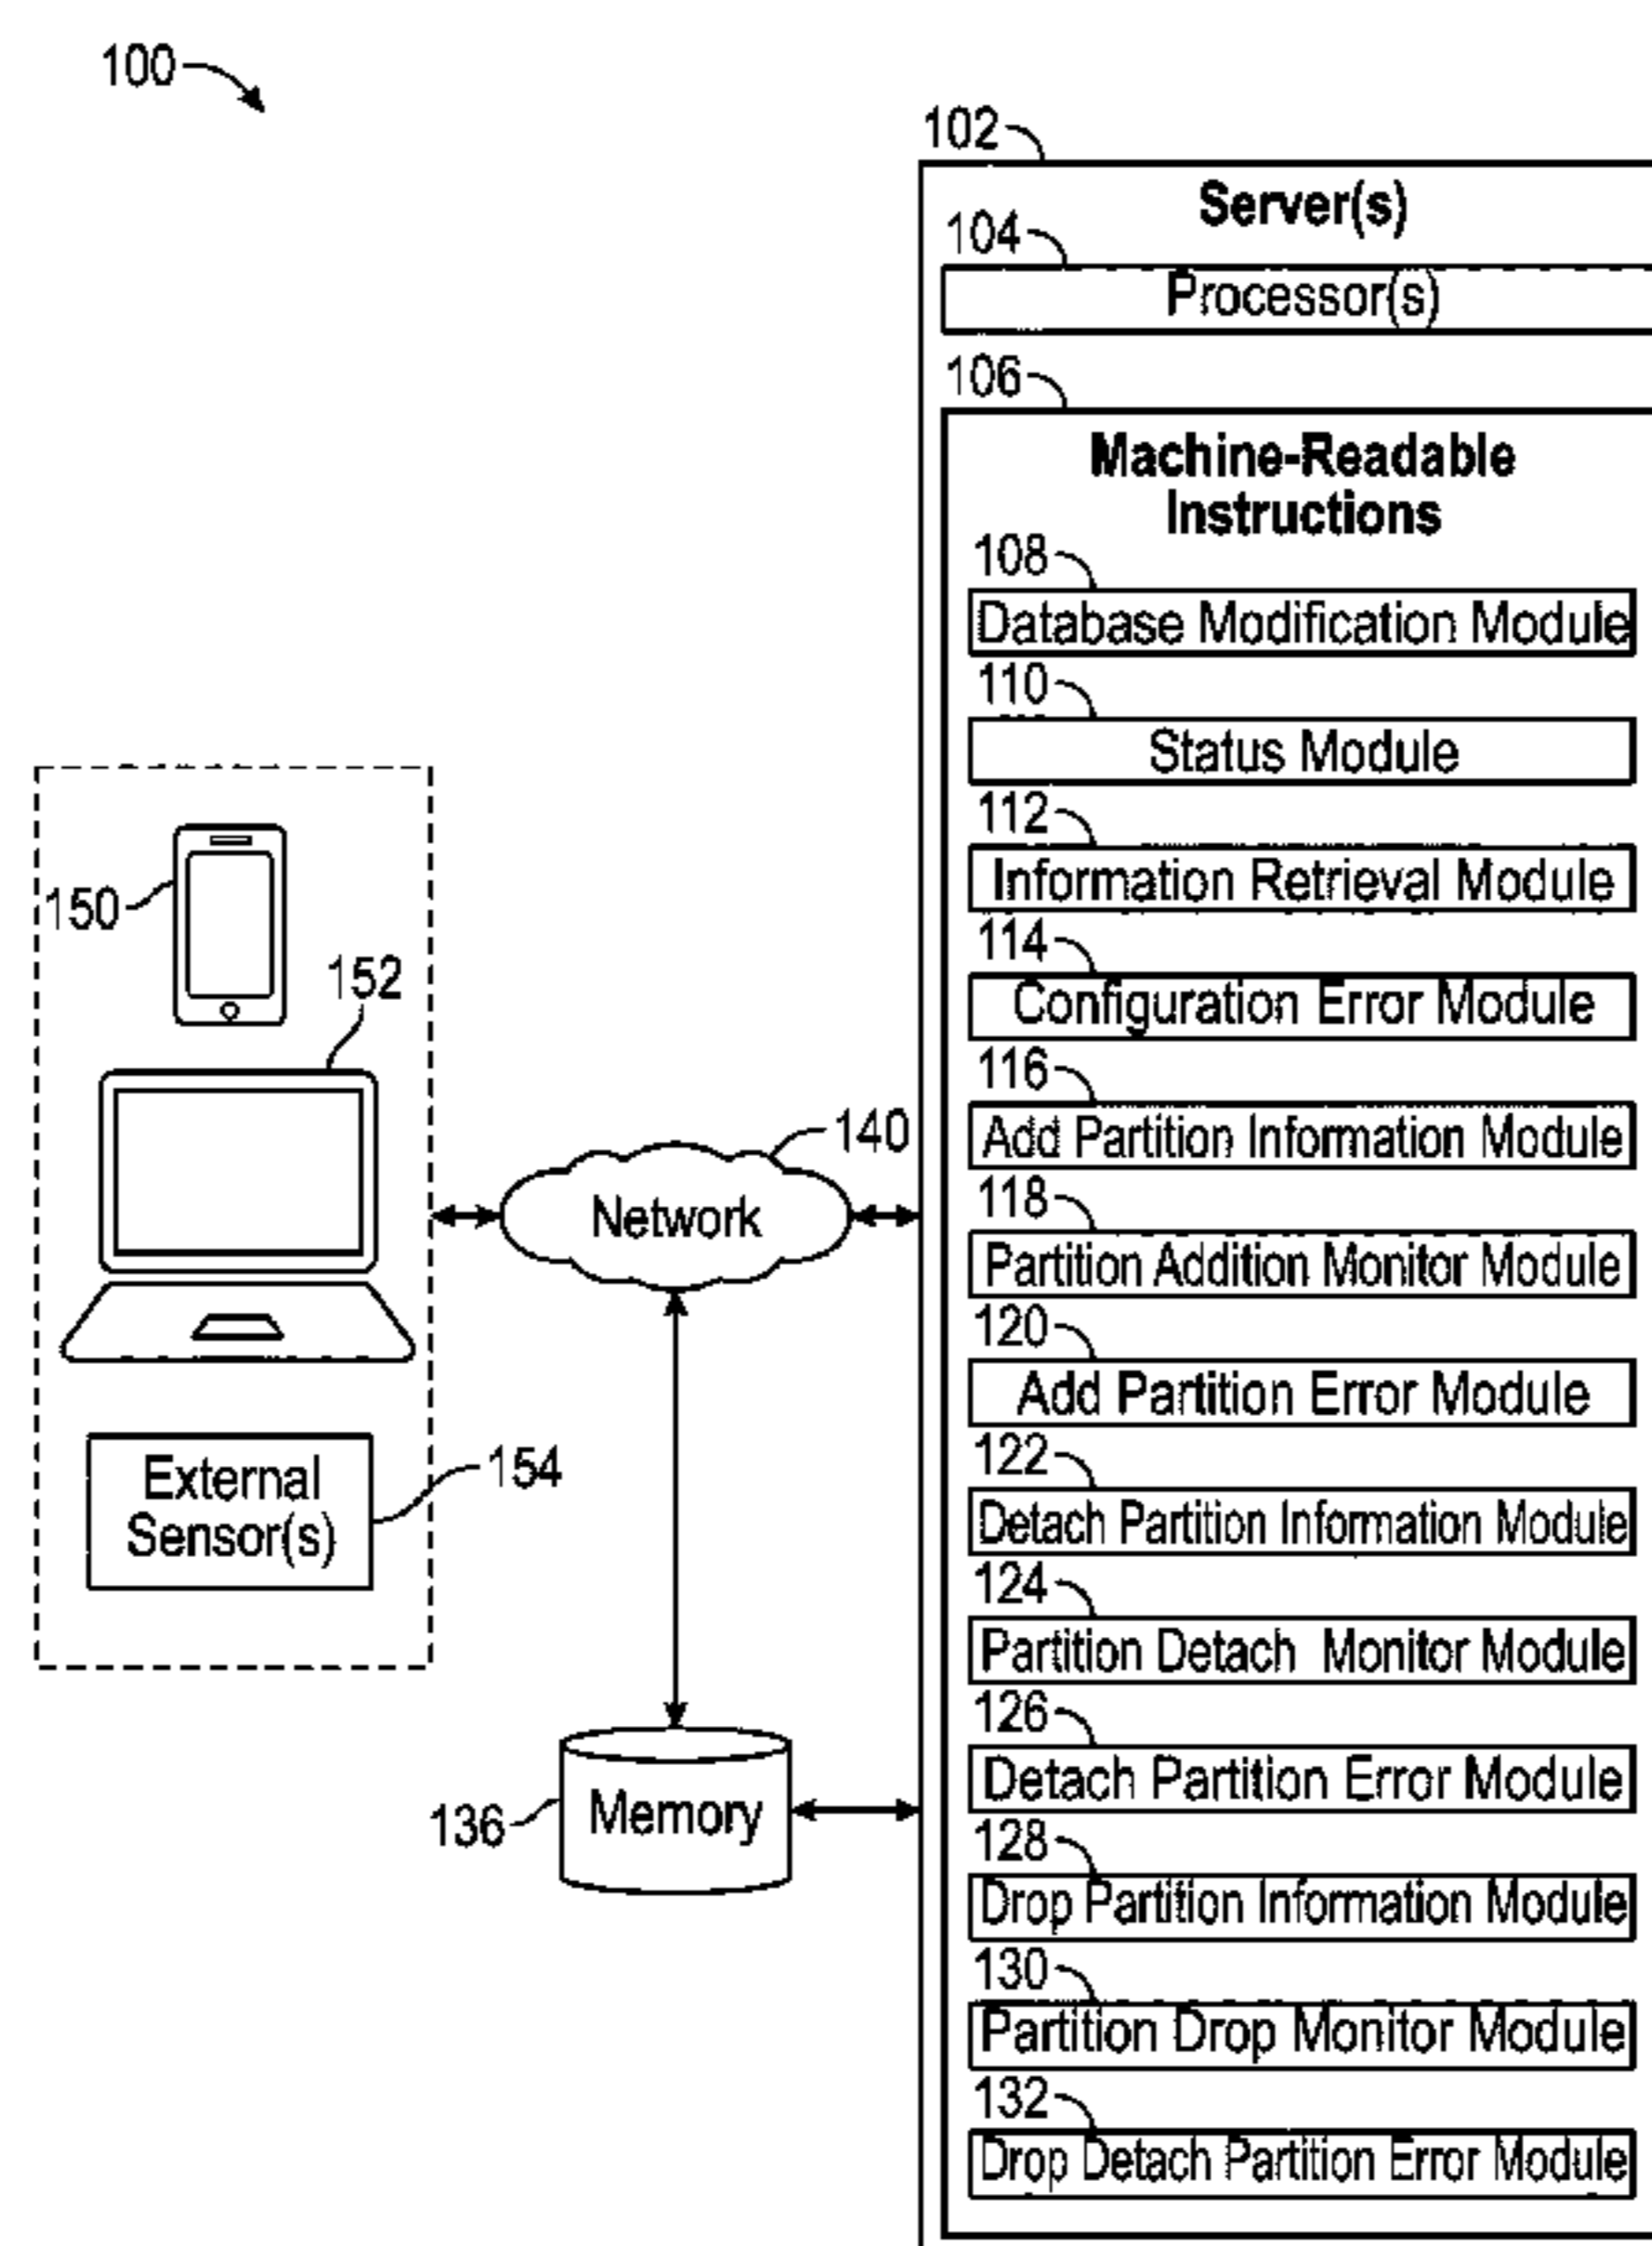 100
102
Server(s)
104
Processor(s)
106
Machine-Readable
Instructions
108
Database Modification Module
110
Status Module
112
Information Retrieval Module
114
Configuration Error Module
116
Add Partition Information Module
118
Partition Addition Monitor Module
120
Add Partition Error Module
122
Detach Partition Information Module
124
Partition Detach Monitor Module
126
Detach Partition Error Module
128
Drop Partition Information Module
130
Partition Drop Monitor Module
132
Drop Detach Partition Error Module
150
152
External
Sensor(s)
154
140
Network
136
Memory